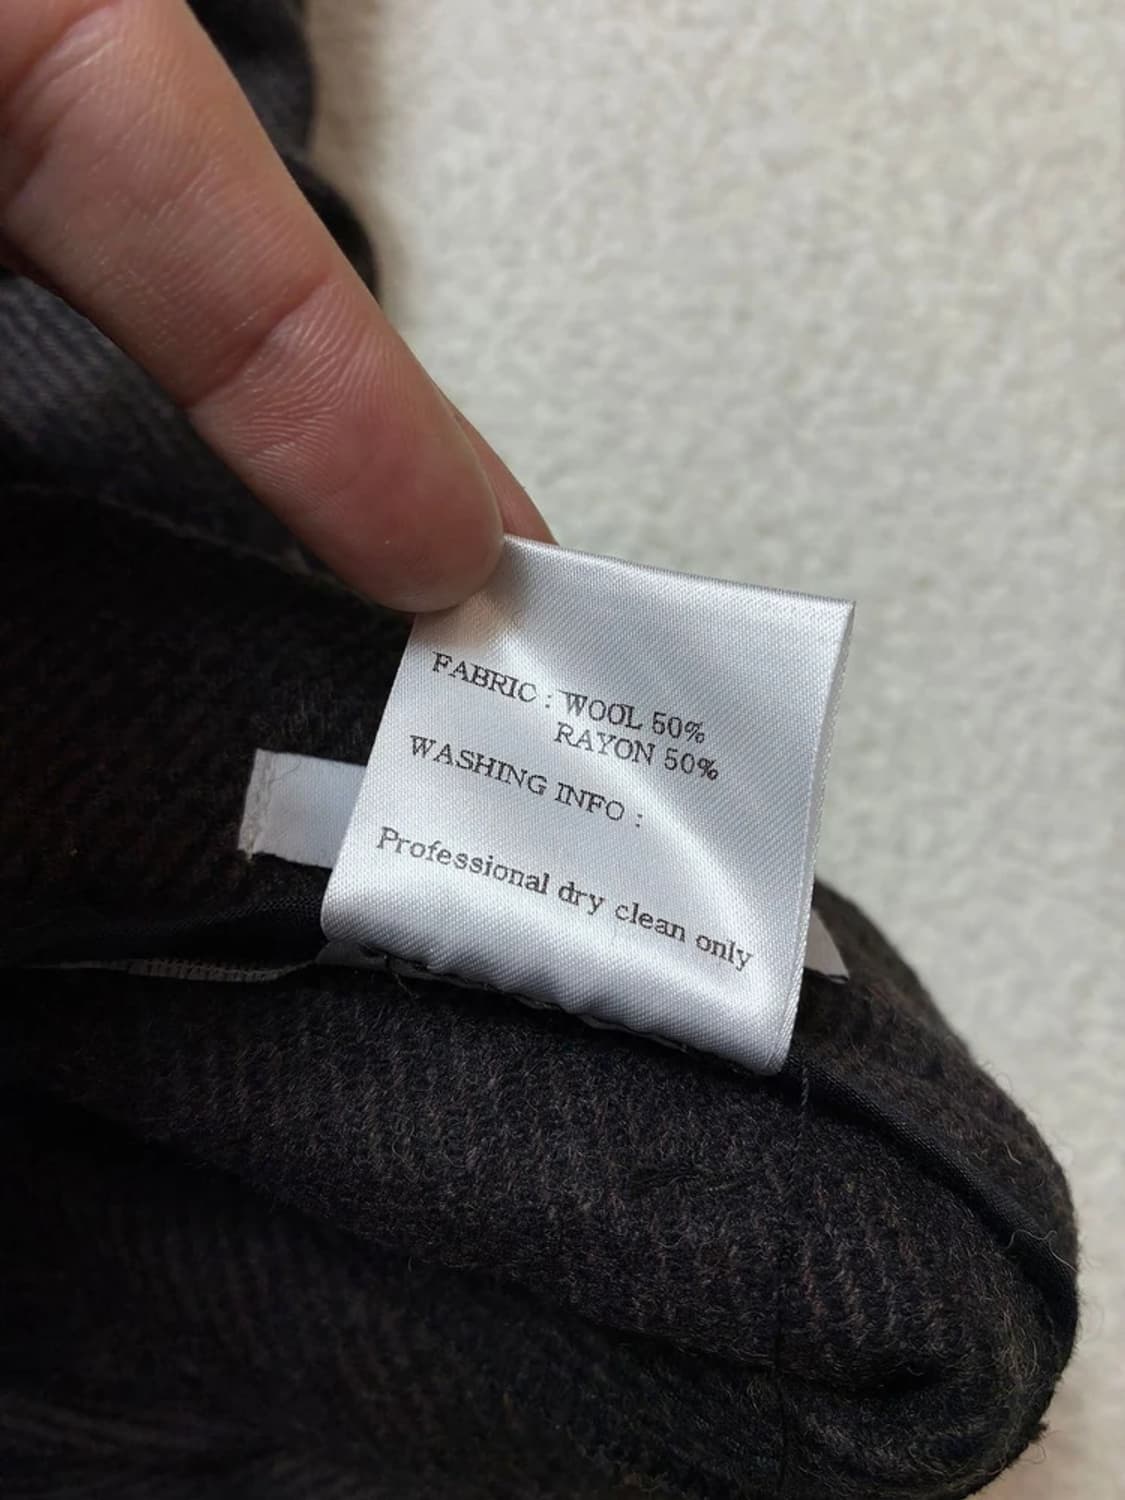 FABRIC : WOOL 50%
RAYON 50%
WASHING INFO :
Professional dry clean only